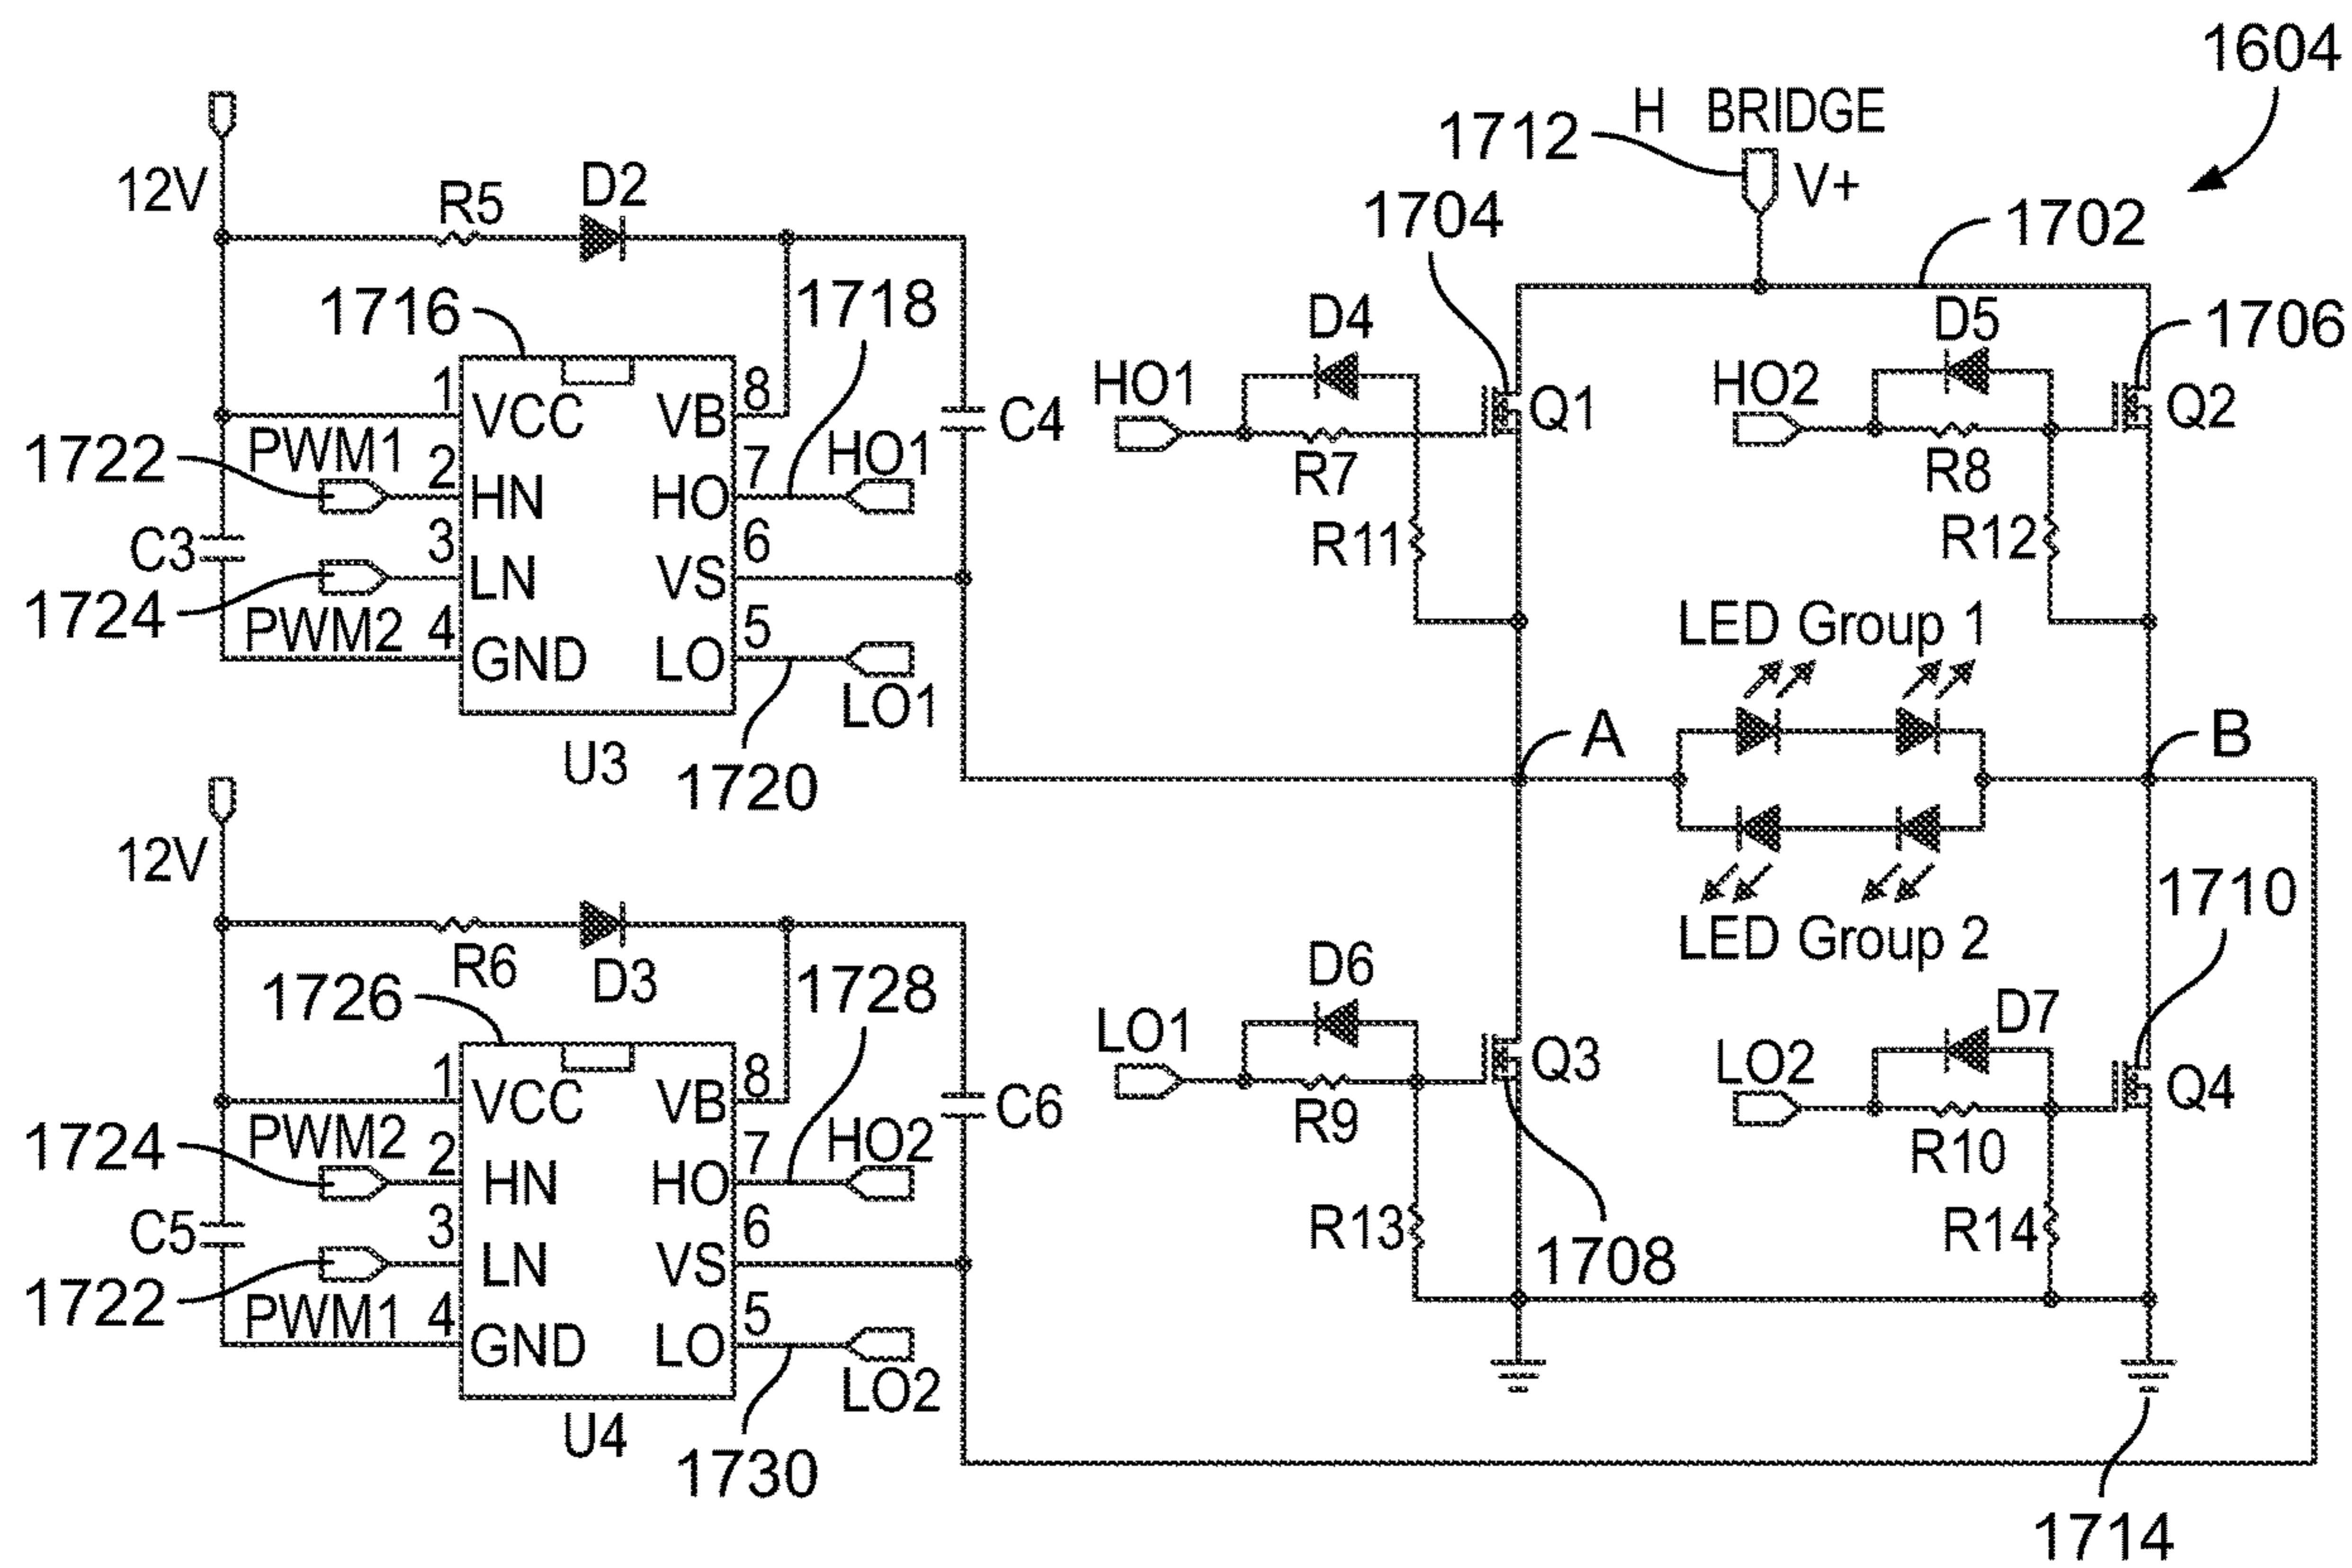 1604
H BRIDGE
1712
V+
12V
R5
D2
1704
1702
1716
1718
D4
D5
1706
HO1
HO2
Q1
Q2
1
VCC
VB
8
C4
PWM1
1722
2
HN
HO
7
HO1
R7
R8
C3
3
LN
VS
6
R11
R12
1724
PWM2
4
GND
LO
5
LO1
LED Group 1
U3
1720
A
B
12V
R6
D3
LED Group 2
1710
1726
1728
D6
D7
LO1
LO2
Q3
Q4
1
VCC
VB
8
C6
R9
R10
PWM2
1724
2
HN
HO
7
HO2
C5
3
LN
VS
6
R13
R14
1708
1722
PWM1
4
GND
LO
5
LO2
U4
1730
1714